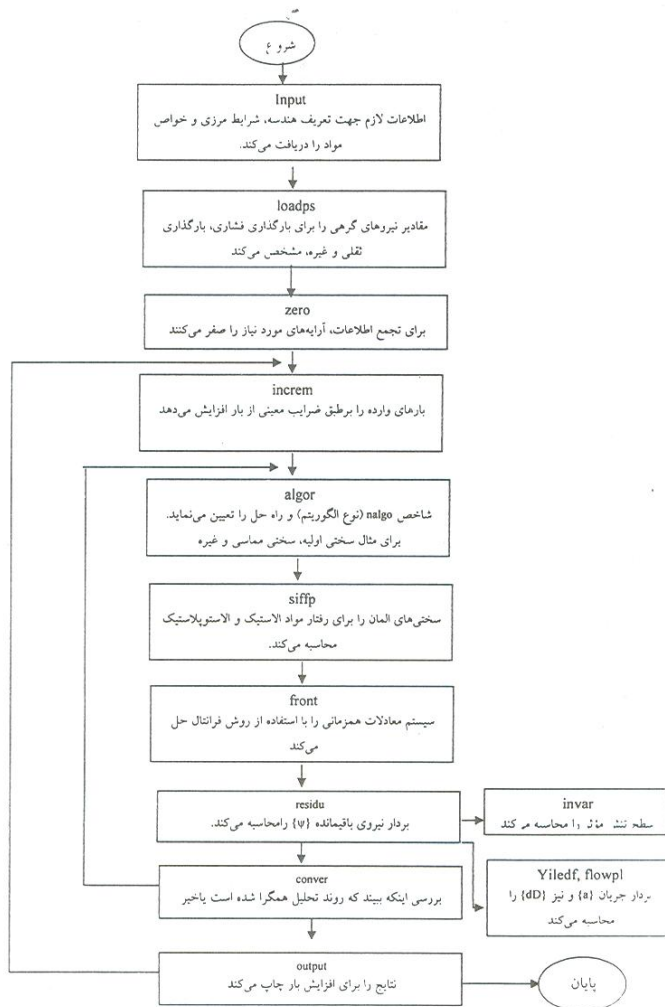 شروع
Input
اطلاعات لازم جهت تعریف هندسه، شرایط مرزی و خواص
مواد را دریافت می‌کند.
loadps
مقادیر نیروهای گرهی را برای بارگذاری فشاری، بارگذاری
ثقلی و غیره، مشخص می‌کند
zero
برای تجمع اطلاعات، آرایه‌های مورد نیاز را صفر می‌کنند
increm
بارهای وارده را برطبق ضرایب معینی از بار افزایش می‌دهد
algor
شاخص nalgo (نوع الگوریتم) و راه حل را تعیین می‌نماید.
برای مثال سختی اولیه، سختی مماسی و غیره
siffp
سختی‌های المان را برای رفتار مواد الاستیک و الاستوپلاستیک
محاسبه می‌کند.
front
سیستم معادلات همزمانی را با استفاده از روش فرانتال حل
می‌کند
residu
بردار نیروی باقیمانده {ψ} رامحاسبه می‌کند.
invar
سطح تنش مؤثر را محاسبه می کند
conver
بررسی اینکه ببیند که روند تحلیل همگرا شده است یاخیر
Yiledf, flowpl
بردار جریان {a} و نیز {dD} را
محاسبه می‌کند
output
نتایج را برای افزایش بار چاپ می‌کند
پایان